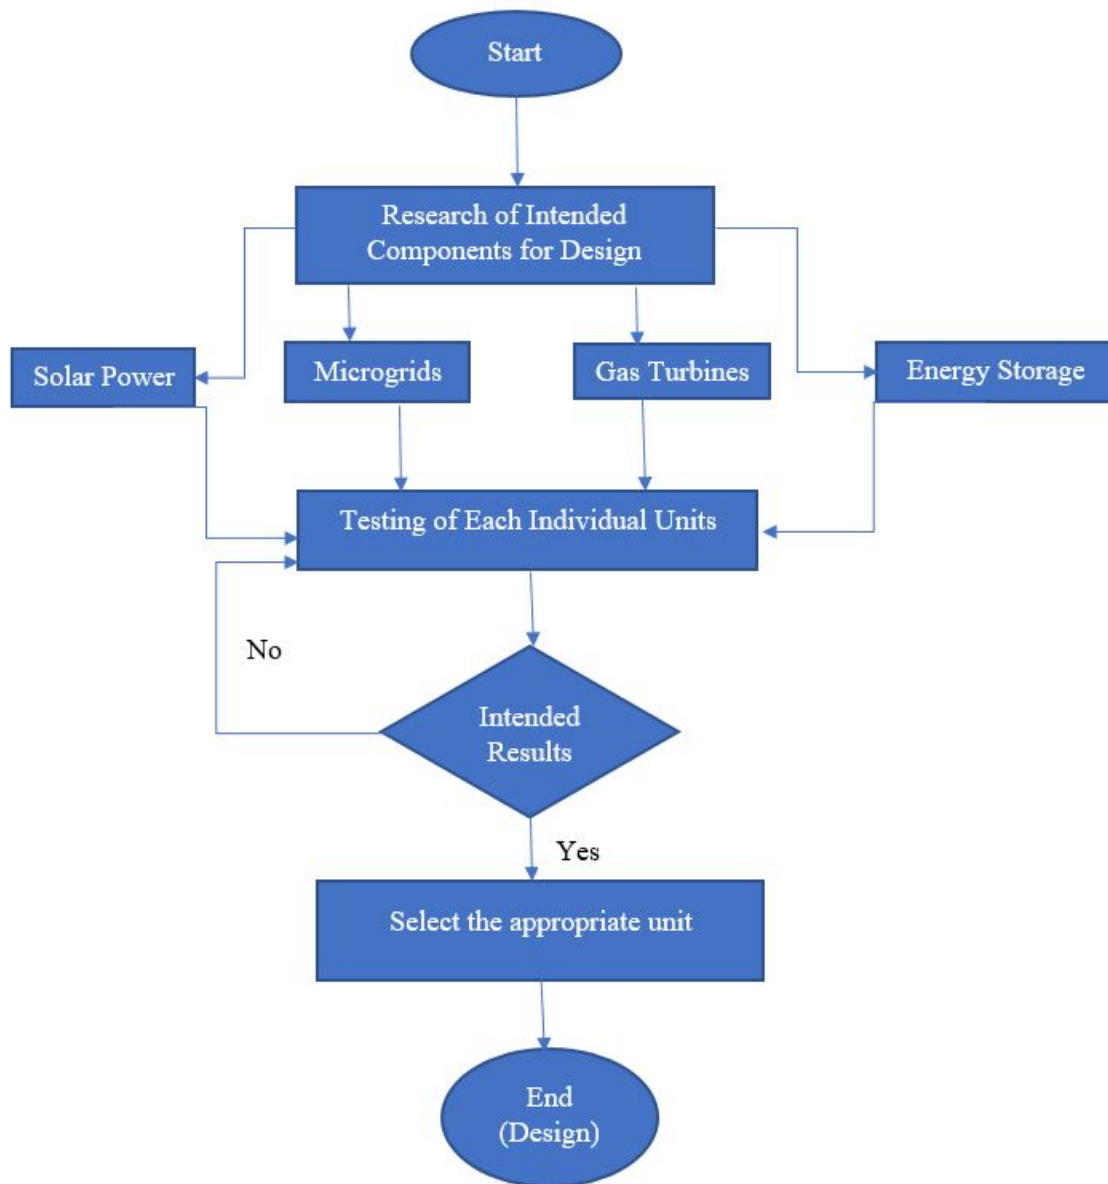 Start
Research of Intended
Components for Design
Solar Power
Microgrids
Gas Turbines
Energy Storage
Testing of Each Individual Units
No
Intended
Results
Yes
Select the appropriate unit
End
(Design)